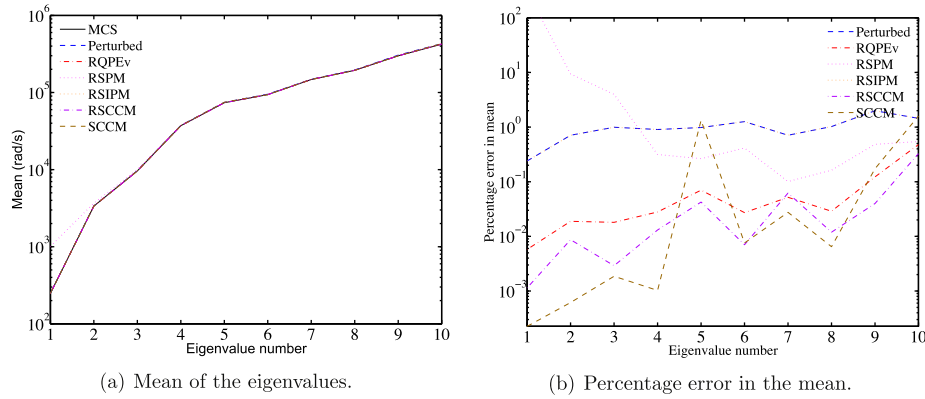 10^6
10^5
10^4
10^3
10^2
Mean (rad/s)
MCS
Perturbed
RQPEv
RSPM
RSIPM
RSCCM
SCCM
1 2 3 4 5 6 7 8 9 10
Eigenvalue number
(a) Mean of the eigenvalues.
10^2
10^1
10^0
10^-1
10^-2
10^-3
Percentage error in mean
Perturbed
RQPEv
RSPM
RSIPM
RSCCM
SCCM
1 2 3 4 5 6 7 8 9 10
Eigenvalue number
(b) Percentage error in the mean.